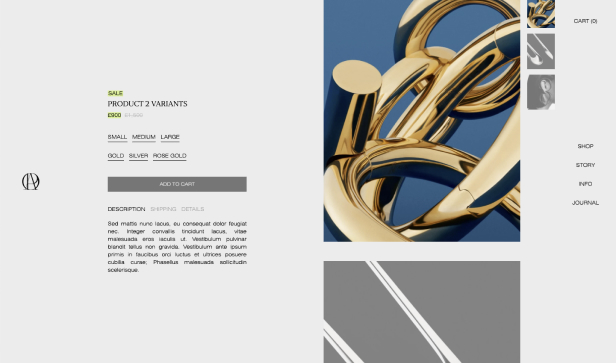 SALE
PRODUCT 2 VARIANTS
£900
SMALL MEDIUM LARGE
GOLD SILVER ROSE GOLD
ADD TO CART
DESCRIPTION SHIPPING DETAILS
Sed mattis nunc lacus, eu consequat dolor feugiat
nec. Integer convallis tincidunt lacus, vitae
malesuada eros iaculis ut. Vestibulum pulvinar
blandit tellus non gravida. Vestibulum ante ipsum
primis in faucibus orci luctus et ultrices posuere
cubilia curae; Phasellus malesuada sollicitudin
scelerisque.
CART (0)
SHOP
STORY
INFO
JOURNAL